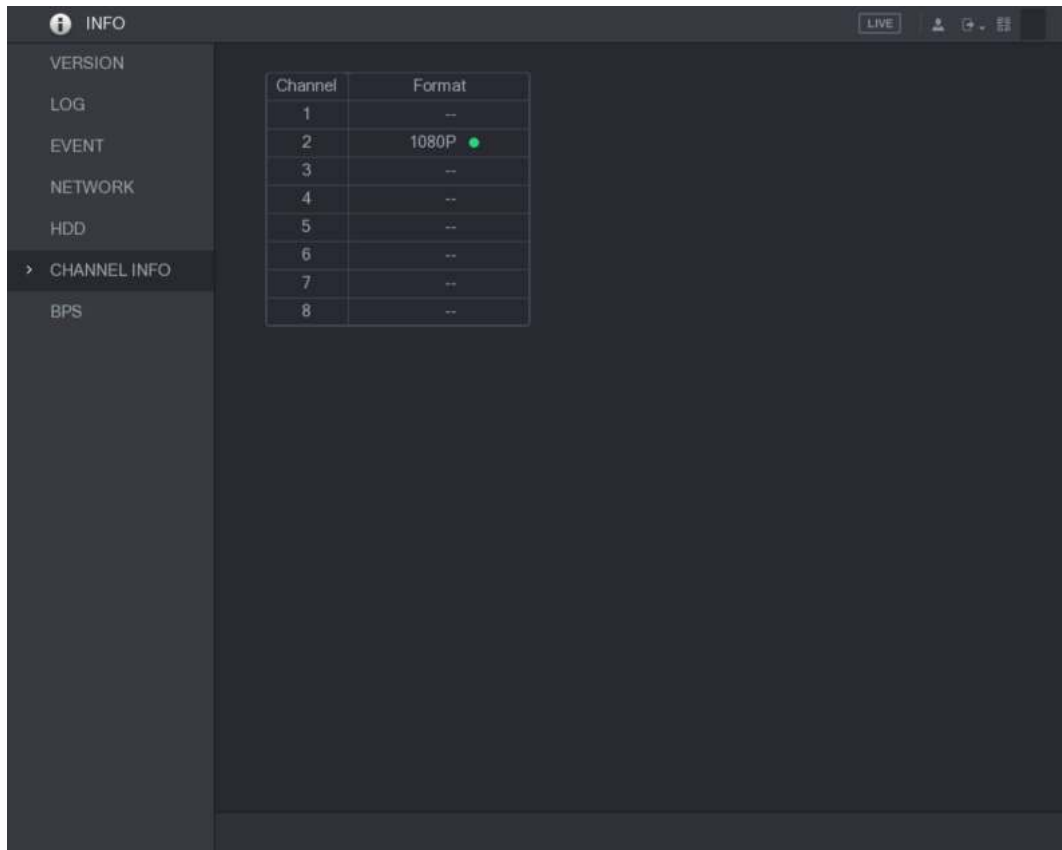 INFO
LIVE
VERSION
LOG
EVENT
NETWORK
HDD
> CHANNEL INFO
BPS
Channel Format
1 --
2 1080P
3 --
4 --
5 --
6 --
7 --
8 --